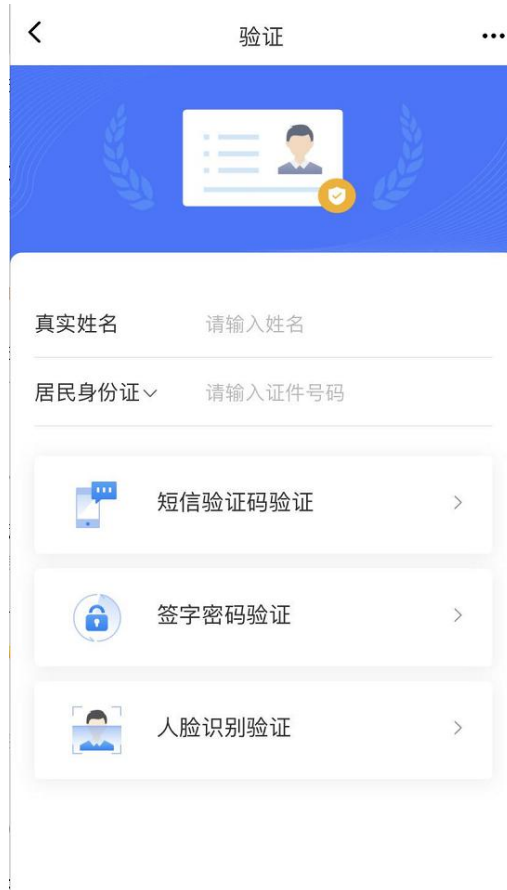 验证
真实姓名 请输入姓名
居民身份证 请输入证件号码
短信验证码验证
签字密码验证
人脸识别验证